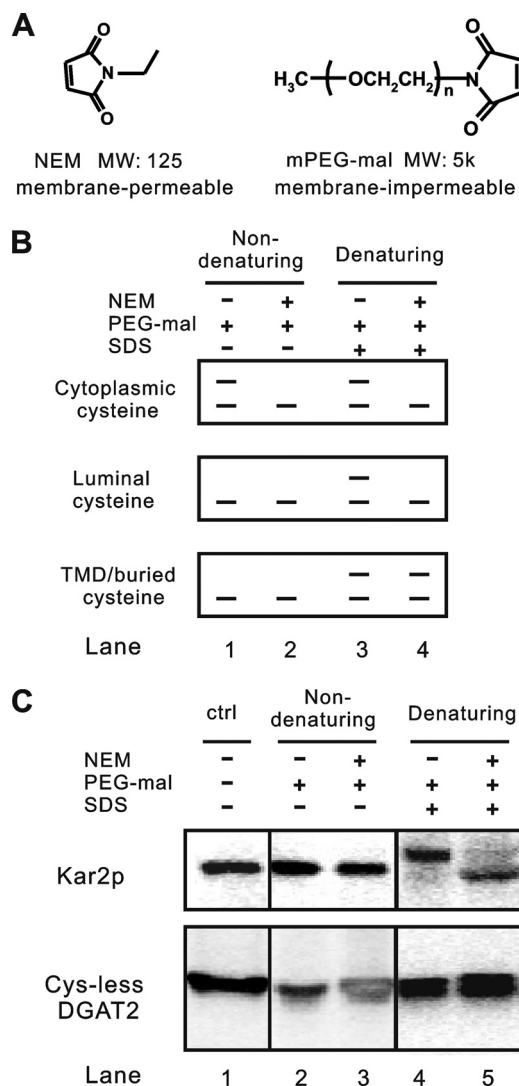 A
O
N
O
NEM MW: 125
membrane-permeable
O
H₃C ( OCH₂CH₂ )n N
O
mPEG-mal MW: 5k
membrane-impermeable
B
Non-
denaturing Denaturing
NEM − + − +
PEG-mal + + + +
SDS − − + +
Cytoplasmic
cysteine
Luminal
cysteine
TMD/buried
cysteine
Lane 1 2 3 4
C
ctrl Non-
denaturing Denaturing
NEM − − + − +
PEG-mal − + + + +
SDS − − − + +
Kar2p
Cys-less
DGAT2
Lane 1 2 3 4 5